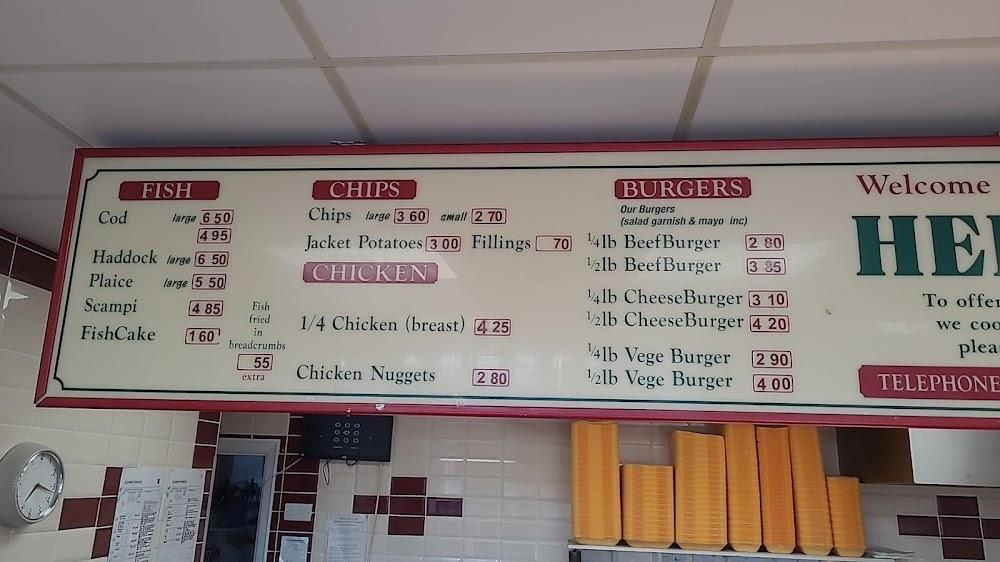 FISH
Cod large 6 50
4 95
Haddock large 6 50
Plaice large 5 50
Scampi 4 85
FishCake 1 60
Fish
fried
in
breadcrumbs
55
extra
CHIPS
Chips large 3 60 small 2 70
Jacket Potatoes 3 00 Fillings 70
CHICKEN
1/4 Chicken (breast) 4 25
Chicken Nuggets 2 80
BURGERS
Our Burgers
(salad garnish & mayo inc)
1/4lb BeefBurger 2 80
1/2lb BeefBurger 3 85
1/4lb CheeseBurger 3 10
1/2lb CheeseBurger 4 20
1/4lb Vege Burger 2 90
1/2lb Vege Burger 4 00
Welcome
HE
To offer
we coo
plea
TELEPHONE